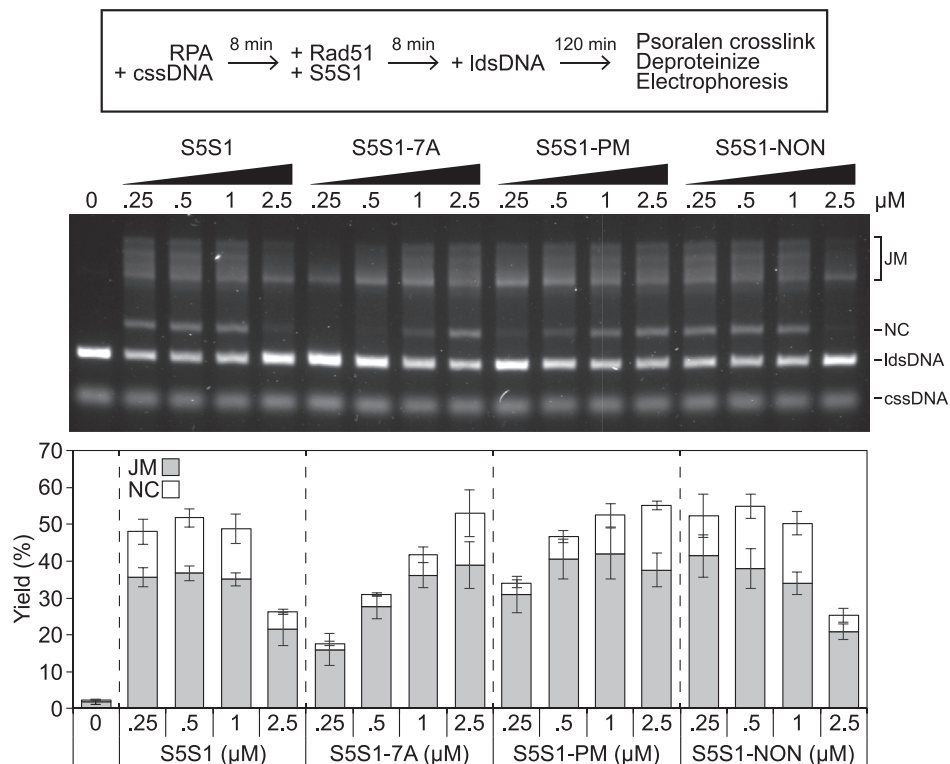 RPA
+ cssDNA
8 min
+ Rad51
+ S5S1
8 min
+ ldsDNA
120 min
Psoralen crosslink
Deproteinize
Electrophoresis
S5S1 S5S1-7A S5S1-PM S5S1-NON
0 .25 .5 1 2.5 .25 .5 1 2.5 .25 .5 1 2.5 .25 .5 1 2.5 µM
JM
NC
ldsDNA
cssDNA
Yield (%)
70
60
50
40
30
20
10
0
JM
NC
0 .25 .5 1 2.5 .25 .5 1 2.5 .25 .5 1 2.5 .25 .5 1 2.5
S5S1 (µM) S5S1-7A (µM) S5S1-PM (µM) S5S1-NON (µM)